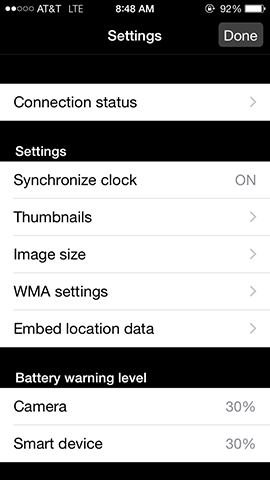 AT&T LTE 8:48 AM 92%
Settings Done
Connection status
Settings
Synchronize clock ON
Thumbnails
Image size
WMA settings
Embed location data
Battery warning level
Camera 30%
Smart device 30%